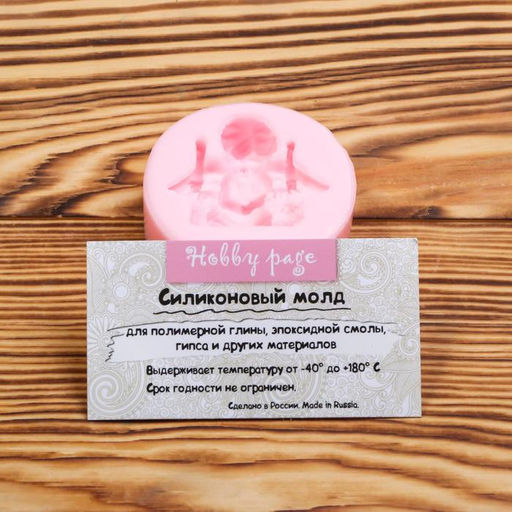 Hobby page
Силиконовый молд
для полимерной глины, эпоксидной смолы,
гипса и других материалов
Выдерживает температуру от -40° до +180° С
Срок годности не ограничен.
Сделано в России. Made in Russia.